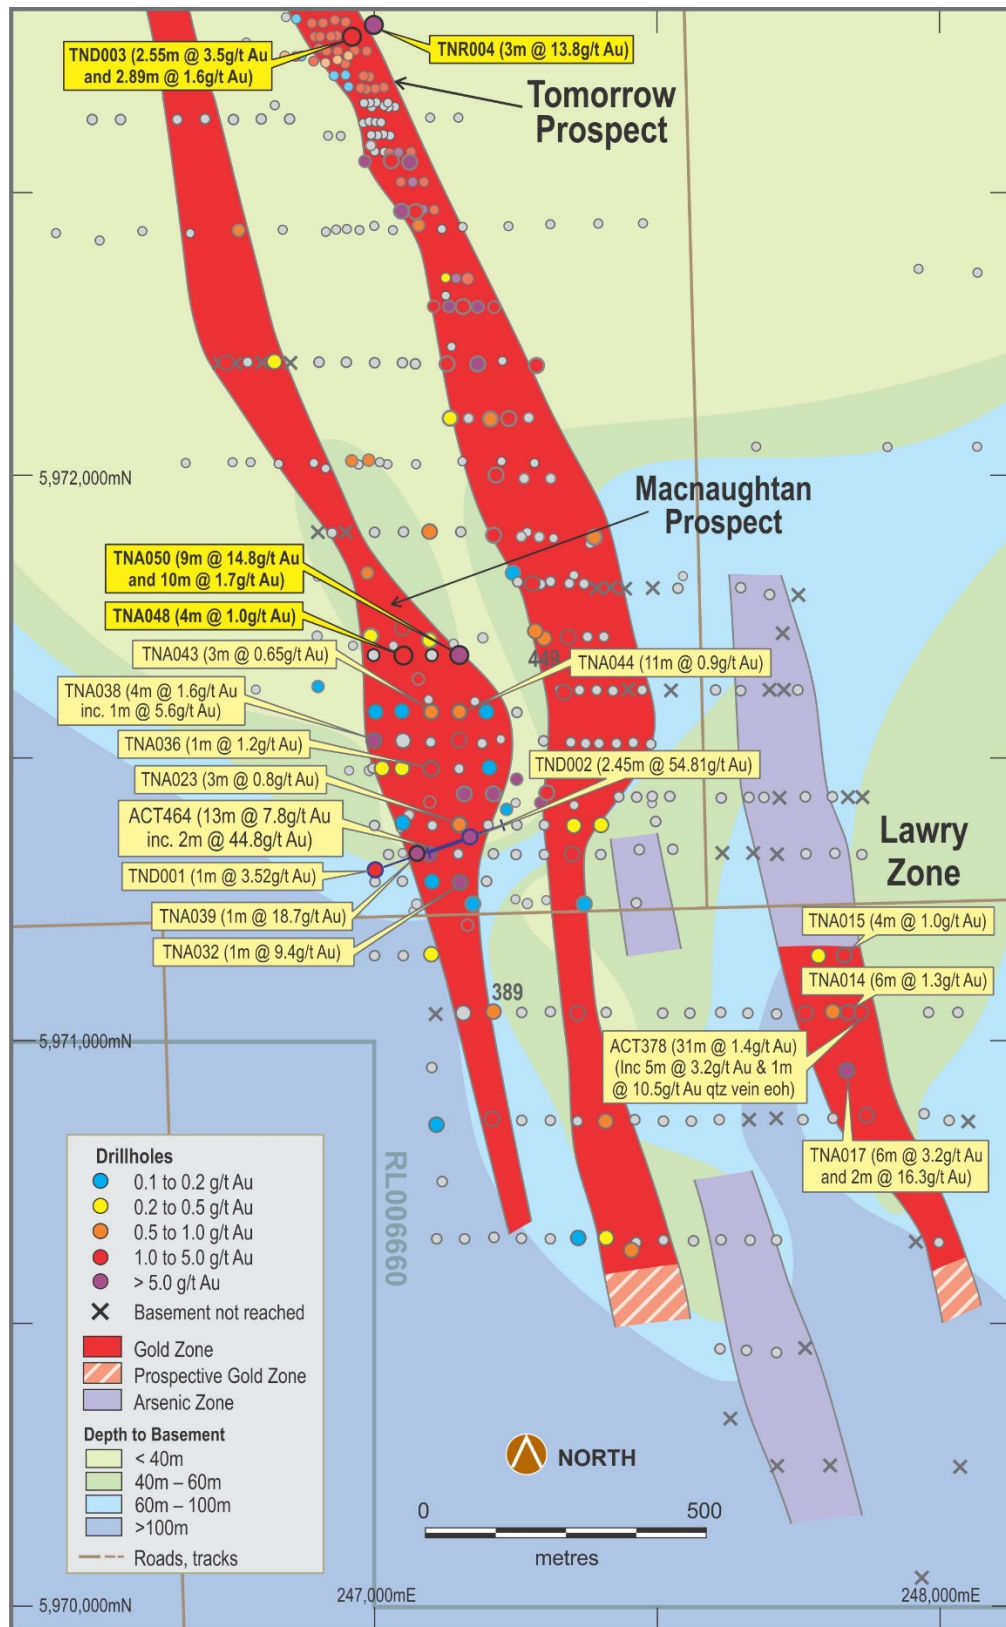 TND003 (2.55m @ 3.5g/t Au
and 2.89m @ 1.6g/t Au)
TNR004 (3m @ 13.8g/t Au)
Tomorrow
Prospect
5,972,000mN
Macnaughtan
Prospect
TNA050 (9m @ 14.8g/t Au
and 10m @ 1.7g/t Au)
TNA048 (4m @ 1.0g/t Au)
TNA043 (3m @ 0.65g/t Au)
449
TNA044 (11m @ 0.9g/t Au)
TNA038 (4m @ 1.6g/t Au
inc. 1m @ 5.6g/t Au)
TNA036 (1m @ 1.2g/t Au)
TND002 (2.45m @ 54.81g/t Au)
TNA023 (3m @ 0.8g/t Au)
ACT464 (13m @ 7.8g/t Au
inc. 2m @ 44.8g/t Au)
Lawry
Zone
TND001 (1m @ 3.52g/t Au)
TNA039 (1m @ 18.7g/t Au)
TNA032 (1m @ 9.4g/t Au)
TNA015 (4m @ 1.0g/t Au)
TNA014 (6m @ 1.3g/t Au)
389
5,971,000mN
ACT378 (31m @ 1.4g/t Au)
(Inc 5m @ 3.2g/t Au & 1m
@ 10.5g/t Au qtz vein eoh)
TNA017 (6m @ 3.2g/t Au
and 2m @ 16.3g/t Au)
RL006660
Drillholes
0.1 to 0.2 g/t Au
0.2 to 0.5 g/t Au
0.5 to 1.0 g/t Au
1.0 to 5.0 g/t Au
> 5.0 g/t Au
Basement not reached
Gold Zone
Prospective Gold Zone
Arsenic Zone
Depth to Basement
< 40m
40m – 60m
60m – 100m
>100m
Roads, tracks
NORTH
0 500
metres
5,970,000mN
247,000mE
248,000mE